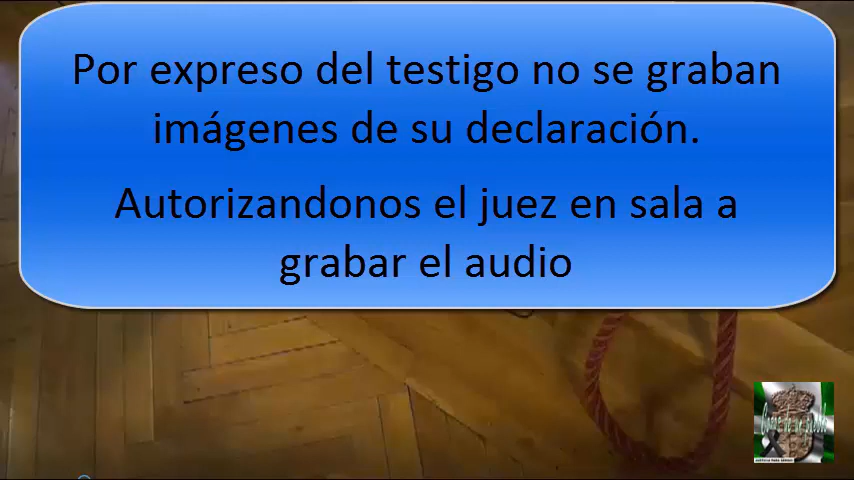 Por expreso del testigo no se graban
imágenes de su declaración.
Autorizandonos el juez en sala a
grabar el audio